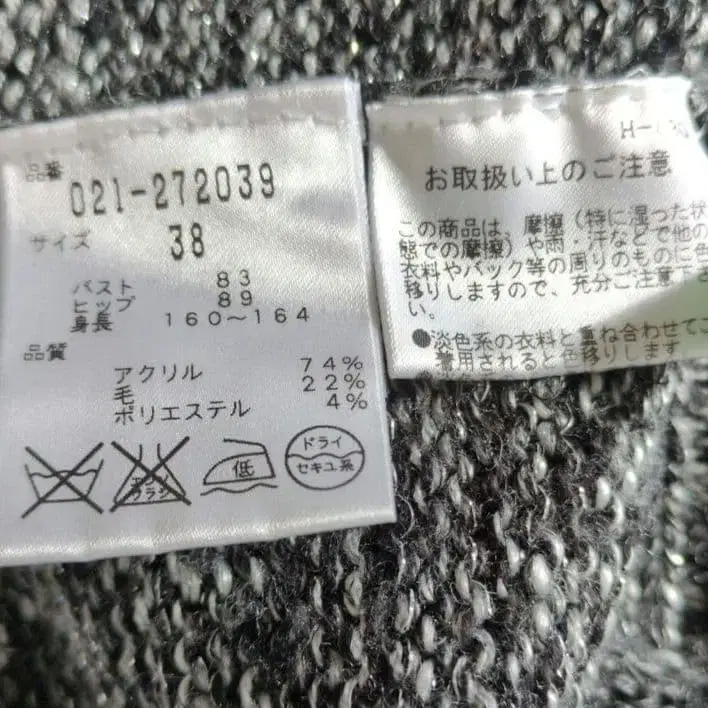 品番
021-272039
サイズ 38
バスト 83
ヒップ 89
身長 160〜164
品質
アクリル 74%
毛 22%
ポリエステル 4%
低
ドライ
セキユ系
お取扱い上のご注意
この商品は、摩擦(特に湿った状
態での摩擦)や雨・汗などで他の
衣料やバック等の周りのものに色
移りしますので、充分ご注意下さ
い。
●淡色系の衣料と重ね合わせてご
着用されると色移りします